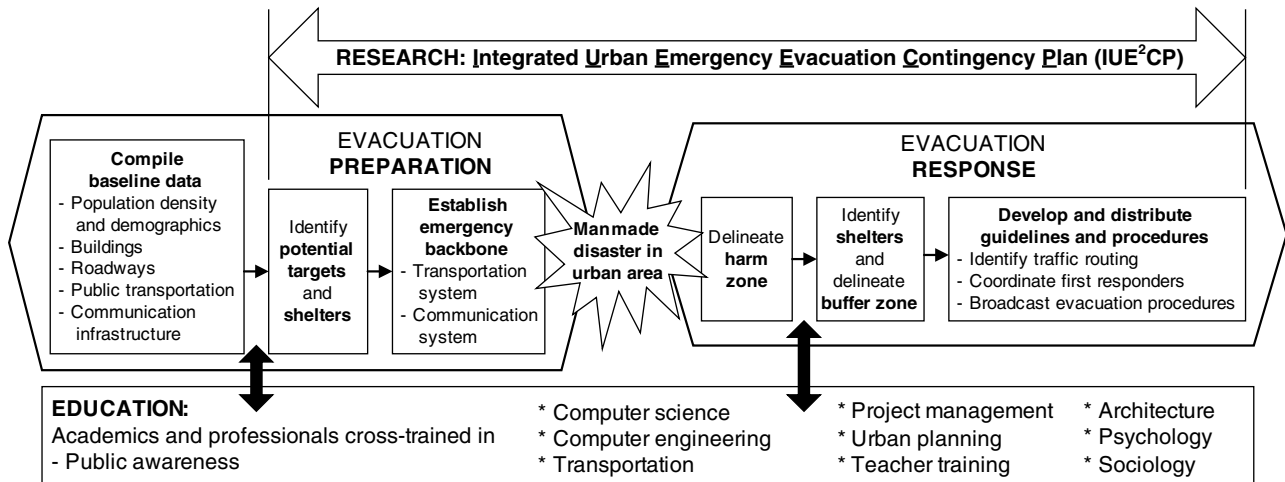 RESEARCH: Integrated Urban Emergency Evacuation Contingency Plan (IUE²CP)
EVACUATION
PREPARATION
Compile
baseline data
- Population density
and demographics
- Buildings
- Roadways
- Public transportation
- Communication
infrastructure
Identify
potential
targets
and
shelters
Establish
emergency
backbone
- Transportation
system
- Communication
system
Manmade
disaster in
urban area
EVACUATION
RESPONSE
Delineate
harm
zone
Identify
shelters
and
delineate
buffer zone
Develop and distribute
guidelines and procedures
- Identify traffic routing
- Coordinate first responders
- Broadcast evacuation procedures
EDUCATION:
Academics and professionals cross-trained in
- Public awareness
* Computer science
* Computer engineering
* Transportation
* Project management
* Urban planning
* Teacher training
* Architecture
* Psychology
* Sociology